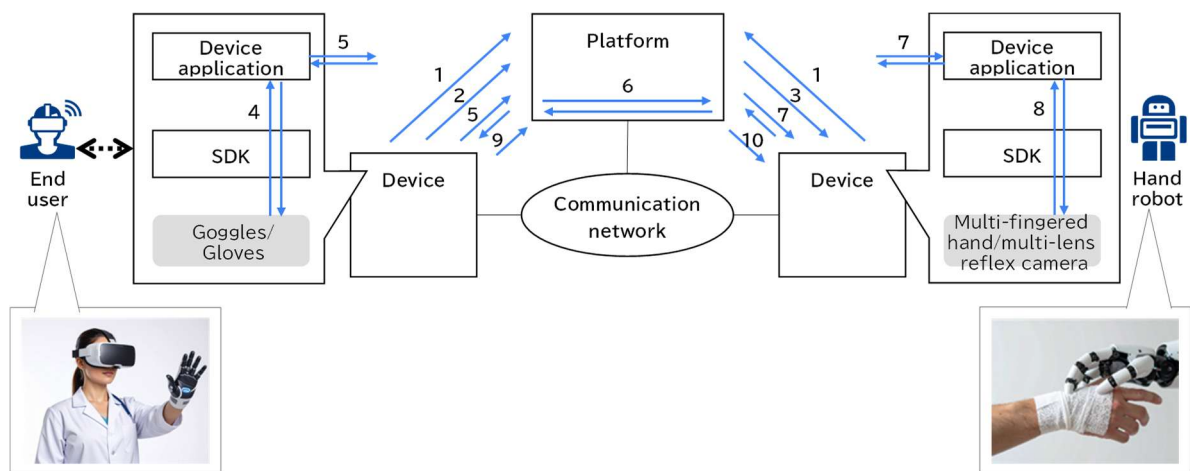 End
user
Device
application
SDK
Goggles/
Gloves
4
5
Device
1
2
5
9
Platform
6
Communication
network
1
3
7
10
Device
7
Device
application
SDK
8
Multi-fingered
hand/multi-lens
reflex camera
Hand
robot